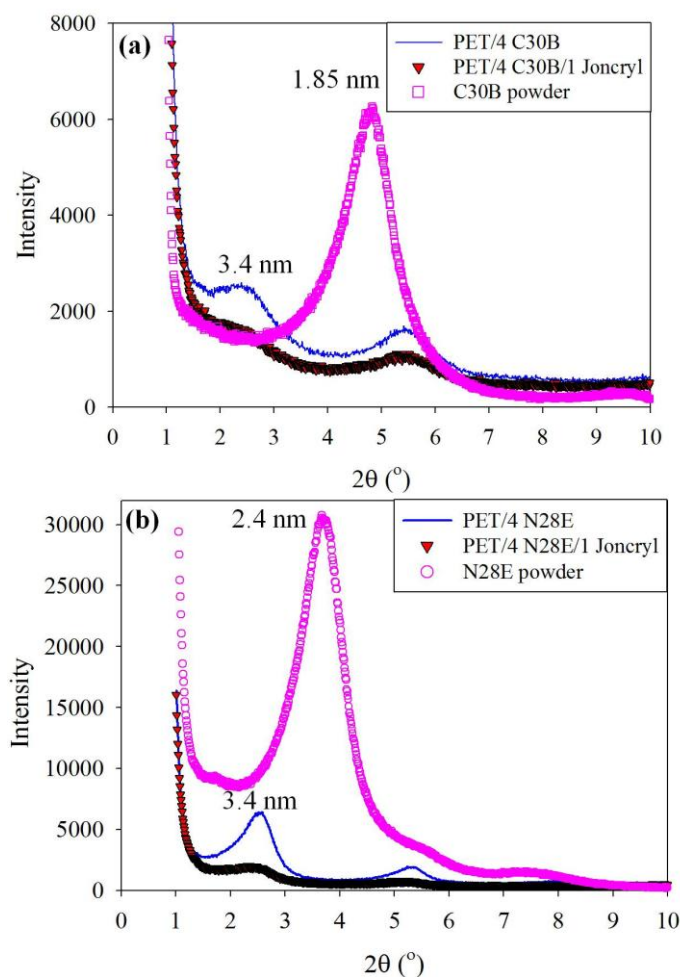 (a)
PET/4 C30B
PET/4 C30B/1 Joncryl
C30B powder
1.85 nm
3.4 nm
Intensity
8000
6000
4000
2000
0
0 1 2 3 4 5 6 7 8 9 10
2θ (°)
(b)
PET/4 N28E
PET/4 N28E/1 Joncryl
N28E powder
2.4 nm
3.4 nm
Intensity
30000
25000
20000
15000
10000
5000
0
0 1 2 3 4 5 6 7 8 9 10
2θ (°)